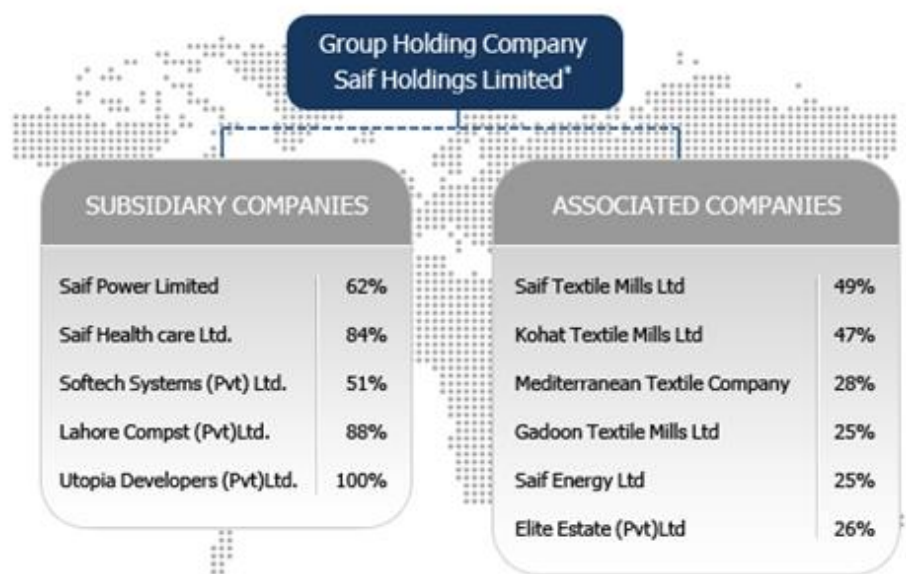 Group Holding Company
Saif Holdings Limited*
SUBSIDIARY COMPANIES
Saif Power Limited 62%
Saif Health care Ltd. 84%
Softech Systems (Pvt) Ltd. 51%
Lahore Compst (Pvt)Ltd. 88%
Utopia Developers (Pvt)Ltd. 100%
ASSOCIATED COMPANIES
Saif Textile Mills Ltd 49%
Kohat Textile Mills Ltd 47%
Mediterranean Textile Company 28%
Gadoon Textile Mills Ltd 25%
Saif Energy Ltd 25%
Elite Estate (Pvt)Ltd 26%